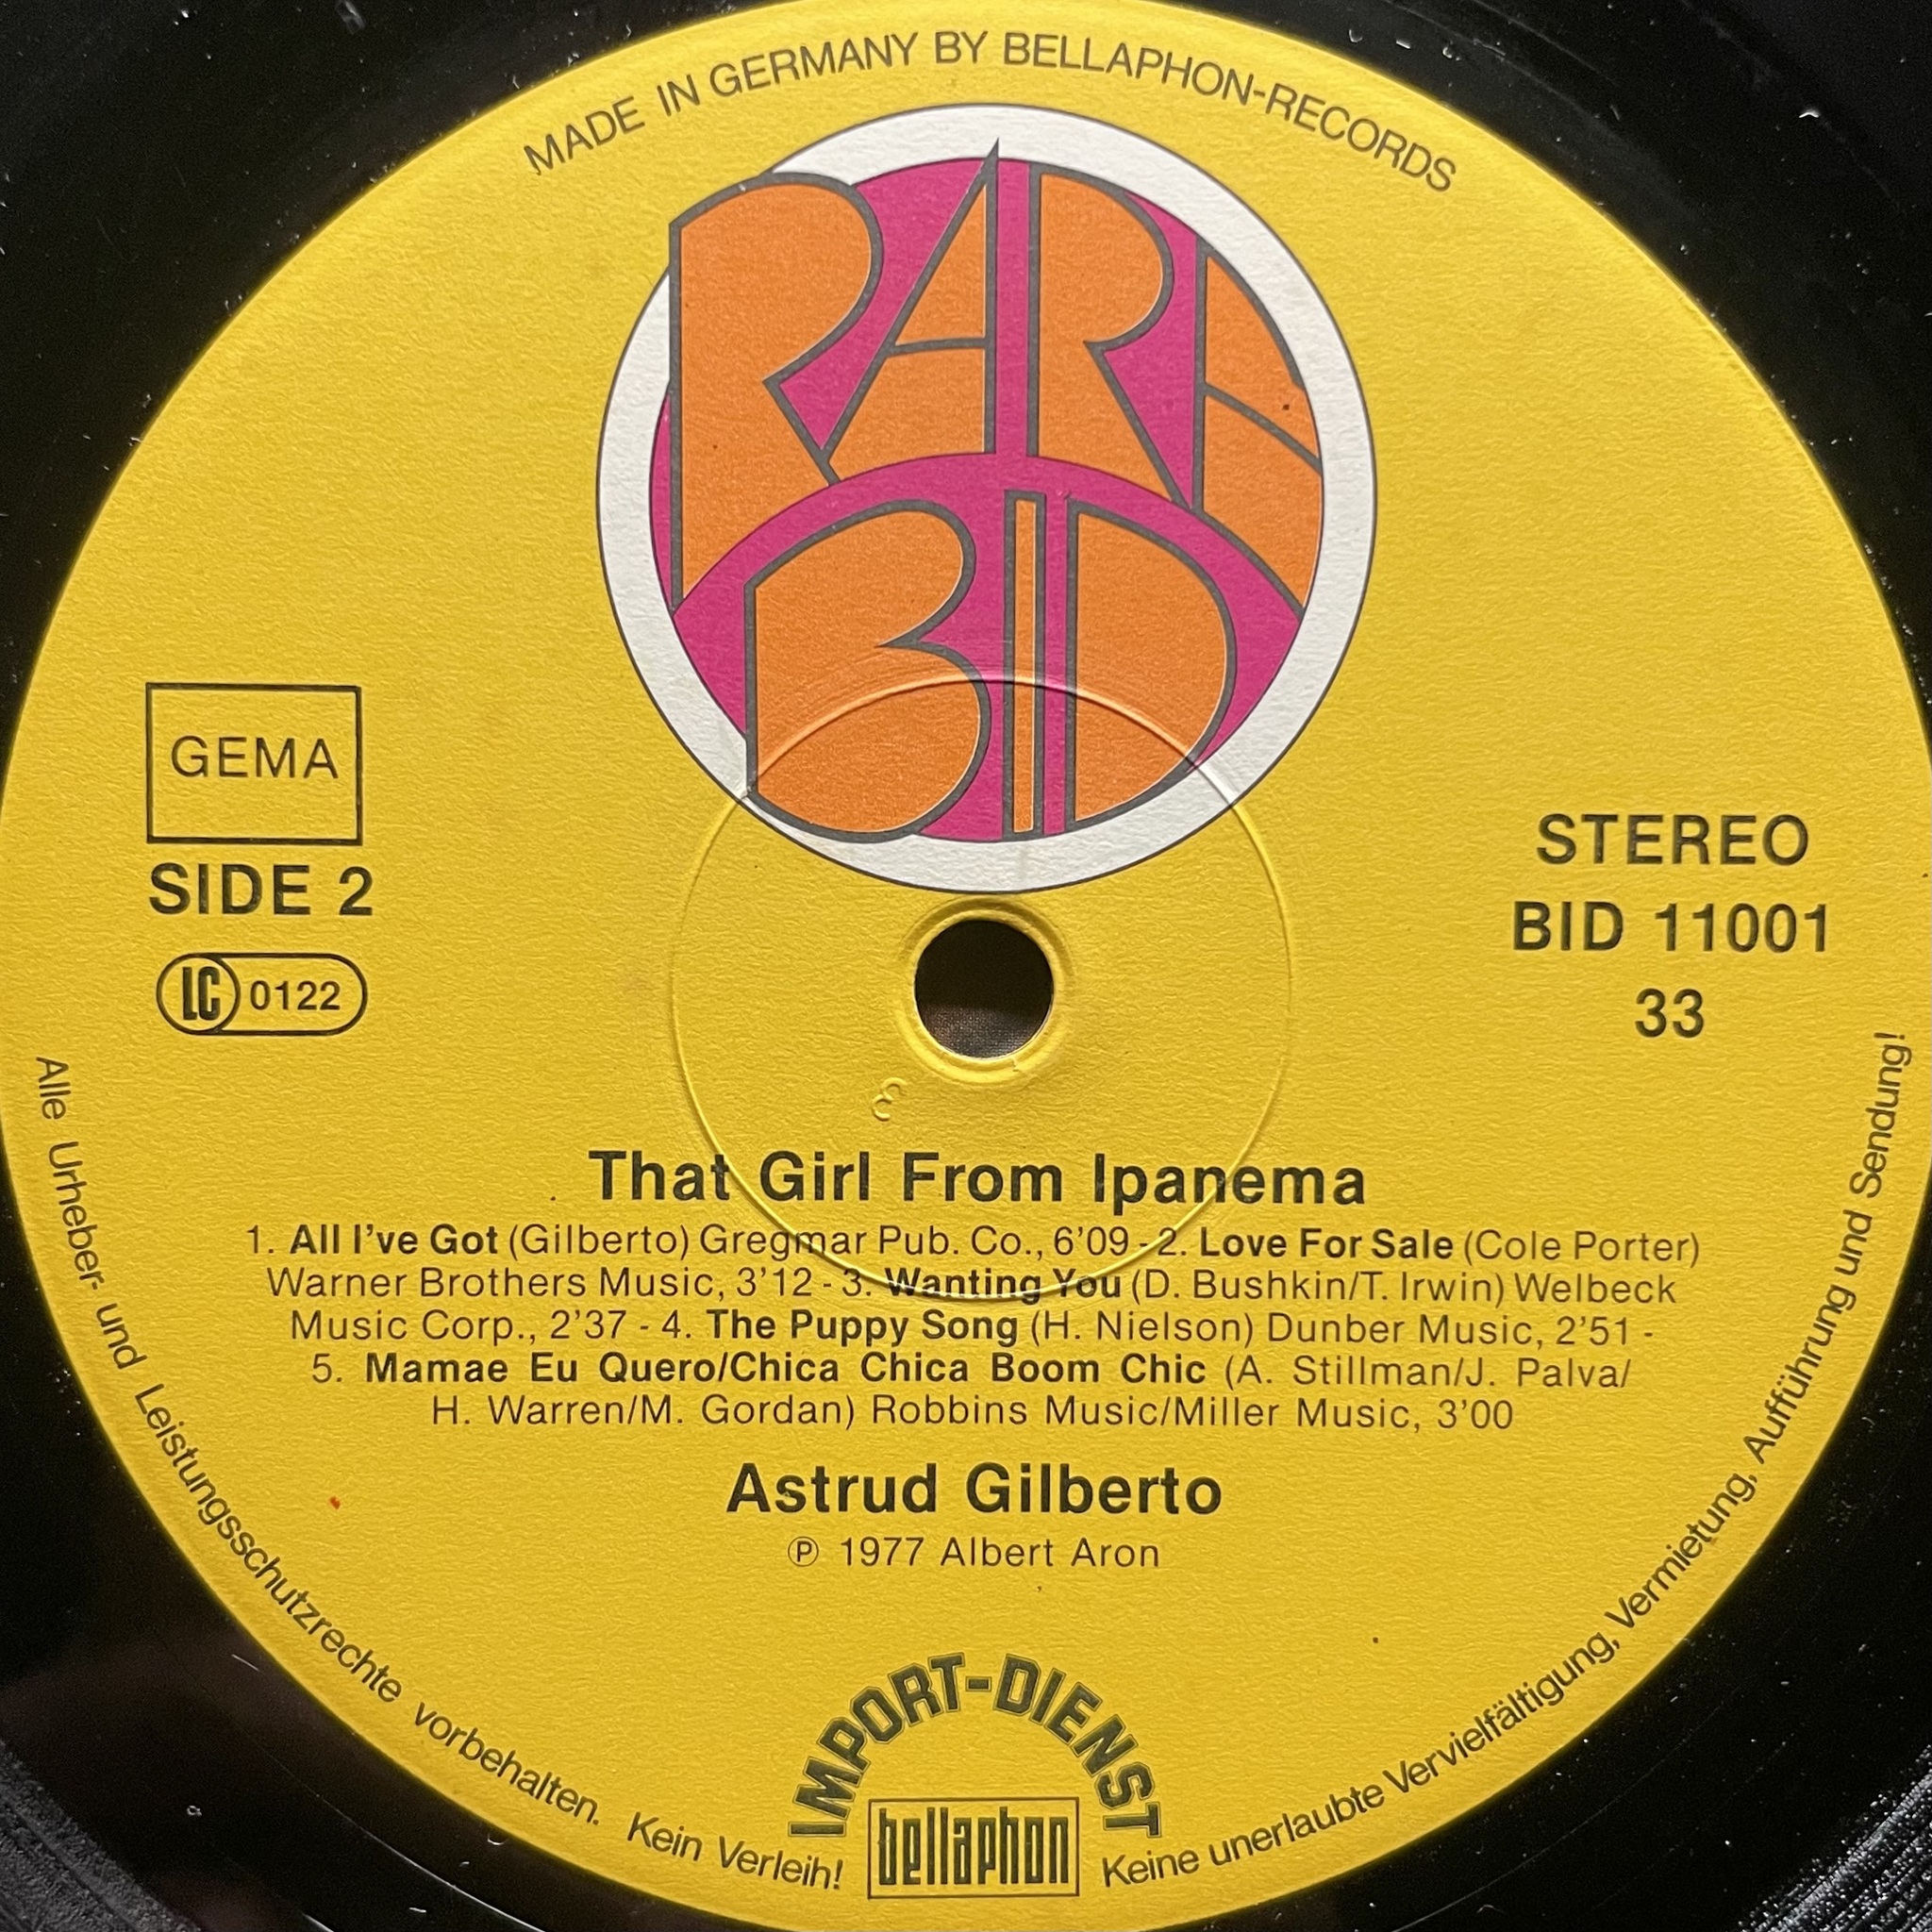 MADE IN GERMANY BY BELLAPHON-RECORDS
RARE
BID
GEMA
SIDE 2
LC 0122
STEREO
BID 11001
33
3
That Girl From Ipanema
1. All I've Got (Gilberto) Gregmar Pub. Co., 6'09 - 2. Love For Sale (Cole Porter)
Warner Brothers Music, 3'12 - 3. Wanting You (D. Bushkin/T. Irwin) Welbeck
Music Corp., 2'37 - 4. The Puppy Song (H. Nielson) Dunber Music, 2'51 -
5. Mamae Eu Quero/Chica Chica Boom Chic (A. Stillman/J. Palva/
H. Warren/M. Gordan) Robbins Music/Miller Music, 3'00
Astrud Gilberto
℗ 1977 Albert Aron
IMPORT-DIENST
bellaphon
Alle Urheber- und Leistungsschutzrechte vorbehalten. Kein Verleih! Keine unerlaubte Vervielfältigung, Vermietung, Aufführung und Sendung!